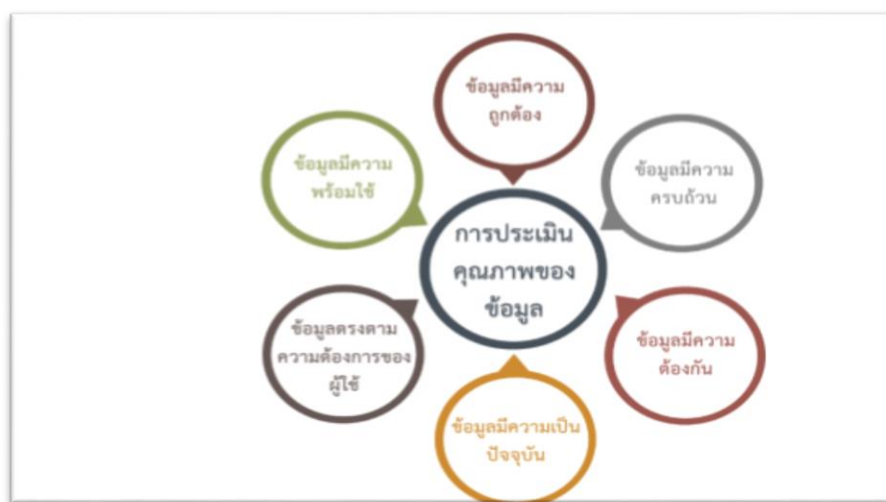 ข้อมูลมีความ
ถูกต้อง
ข้อมูลมีความ
ครบถ้วน
ข้อมูลมีความ
ต้องกัน
ข้อมูลมีความเป็น
ปัจจุบัน
ข้อมูลตรงตาม
ความต้องการของ
ผู้ใช้
ข้อมูลมีความ
พร้อมใช้
การประเมิน
คุณภาพของ
ข้อมูล